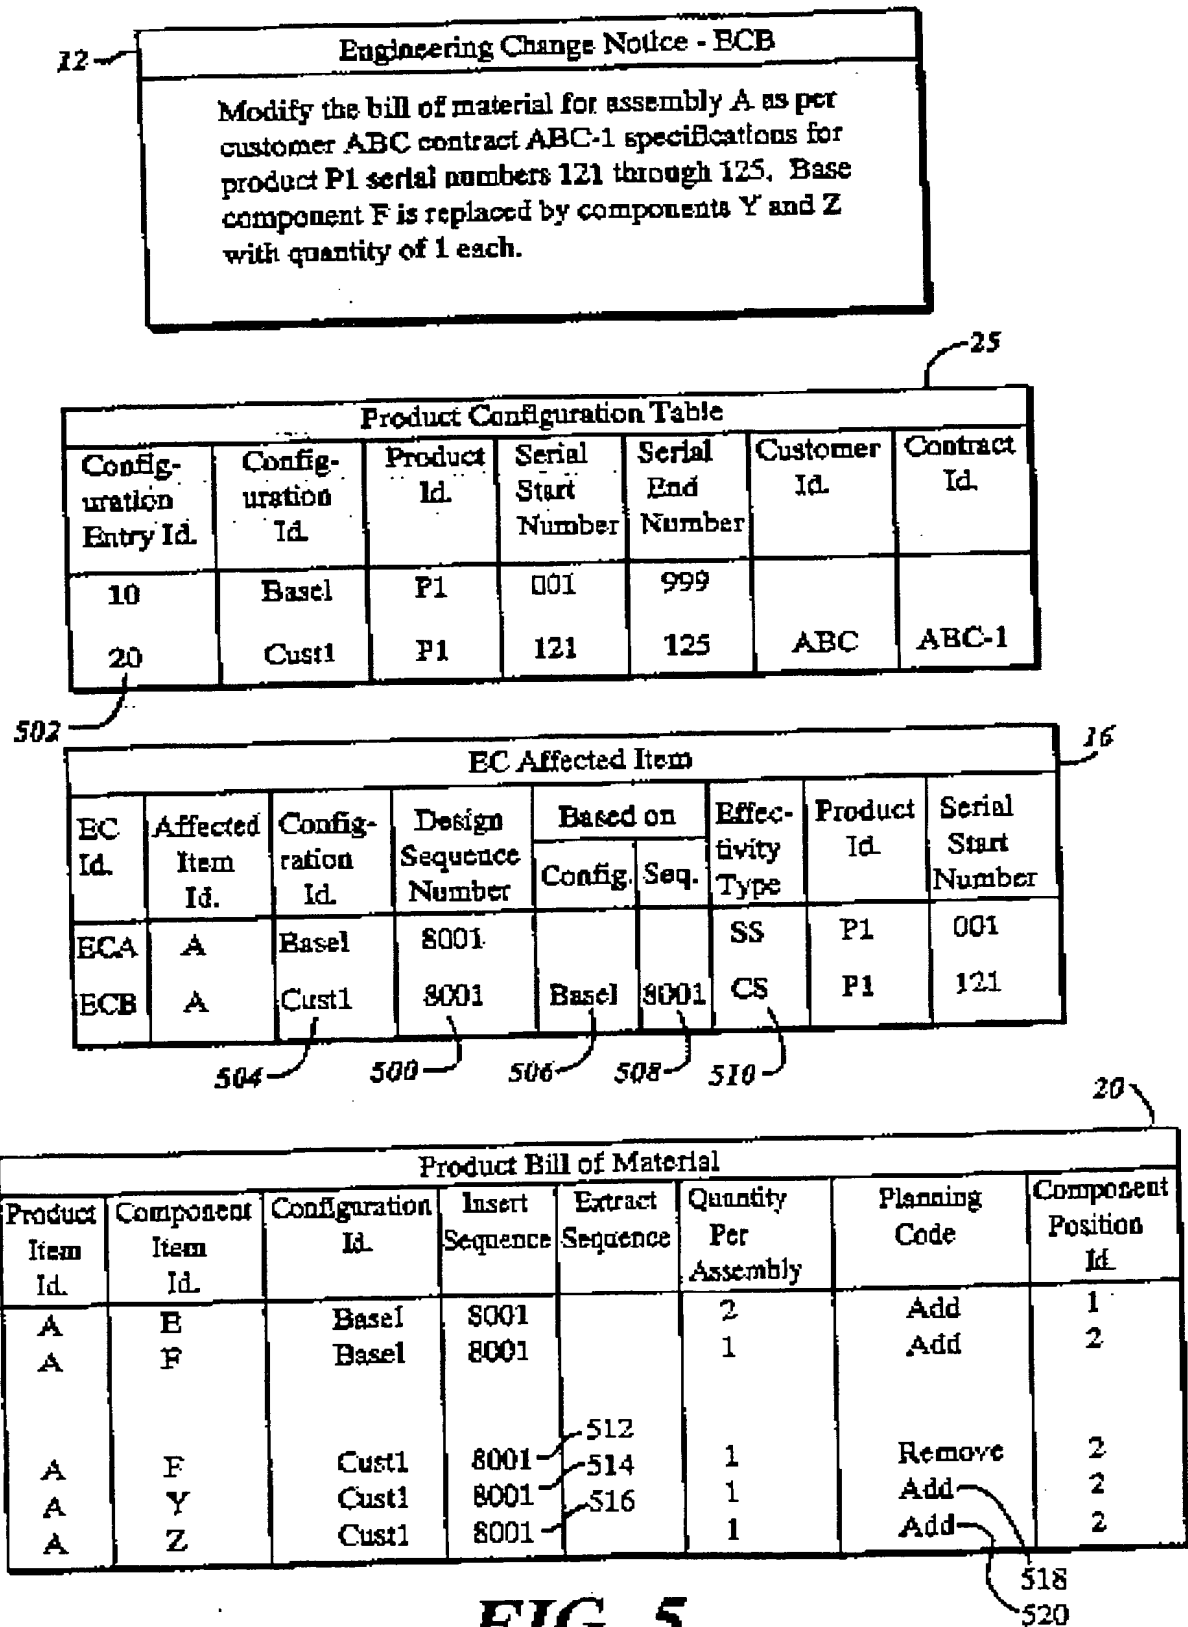 12
Engineering Change Notice - ECB
Modify the bill of material for assembly A as per
customer ABC contract ABC-1 specifications for
product P1 serial numbers 121 through 125. Base
component F is replaced by components Y and Z
with quantity of 1 each.
25
Product Configuration Table
Config-
uration
Entry Id.
Config-
uration
Id.
Product
Id.
Serial
Start
Number
Serial
End
Number
Customer
Id.
Contract
Id.
10 Base1 P1 001 999
20 Cust1 P1 121 125 ABC ABC-1
502
16
EC Affected Item
EC
Id.
Affected
Item
Id.
Config-
ration
Id.
Design
Sequence
Number
Based on
Config. Seq.
Effec-
tivity
Type
Product
Id.
Serial
Start
Number
ECA A Base1 8001 SS P1 001
ECB A Cust1 8001 Base1 8001 CS P1 121
504 500 506 508 510
20
Product Bill of Material
Product
Item
Id.
Component
Item
Id.
Configuration
Id.
Insert
Sequence
Extract
Sequence
Quantity
Per
Assembly
Planning
Code
Component
Position
Id.
A E Base1 8001 2 Add 1
A F Base1 8001 1 Add 2
512
A F Cust1 8001 1 Remove 2
514
A Y Cust1 8001 1 Add 2
516
A Z Cust1 8001 1 Add 2
518
520
FIG. 5